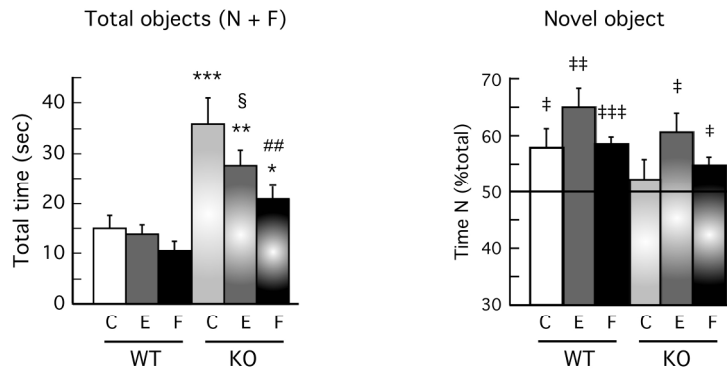 Total objects (N + F)
Total time (sec)
40
30
20
10
0
***
§
**
##
*
C E F C E F
WT KO
Novel object
Time N (%total)
70
60
50
40
30
‡
‡‡
‡‡‡
‡
‡
C E F C E F
WT KO